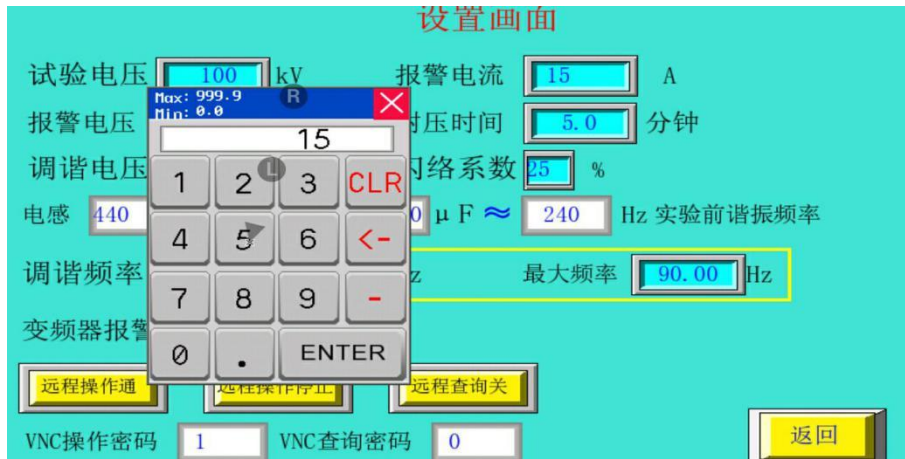 设置画面
试验电压 100 kV 报警电流 15 A
Max: 999.9
Min: 0.0
R
报警电压 时间 5.0 分钟
15
调谐电压 络系数 25 %
1 2 L 3 CLR
电感 440 μF≈ 240 Hz 实验前谐振频率
4 5 6 <-
调谐频率 最大频率 90.00 Hz
7 8 9 -
变频器报警
0 . ENTER
远程操作通 远程操作停止 远程查询关
VNC操作密码 1 VNC查询密码 0 返回